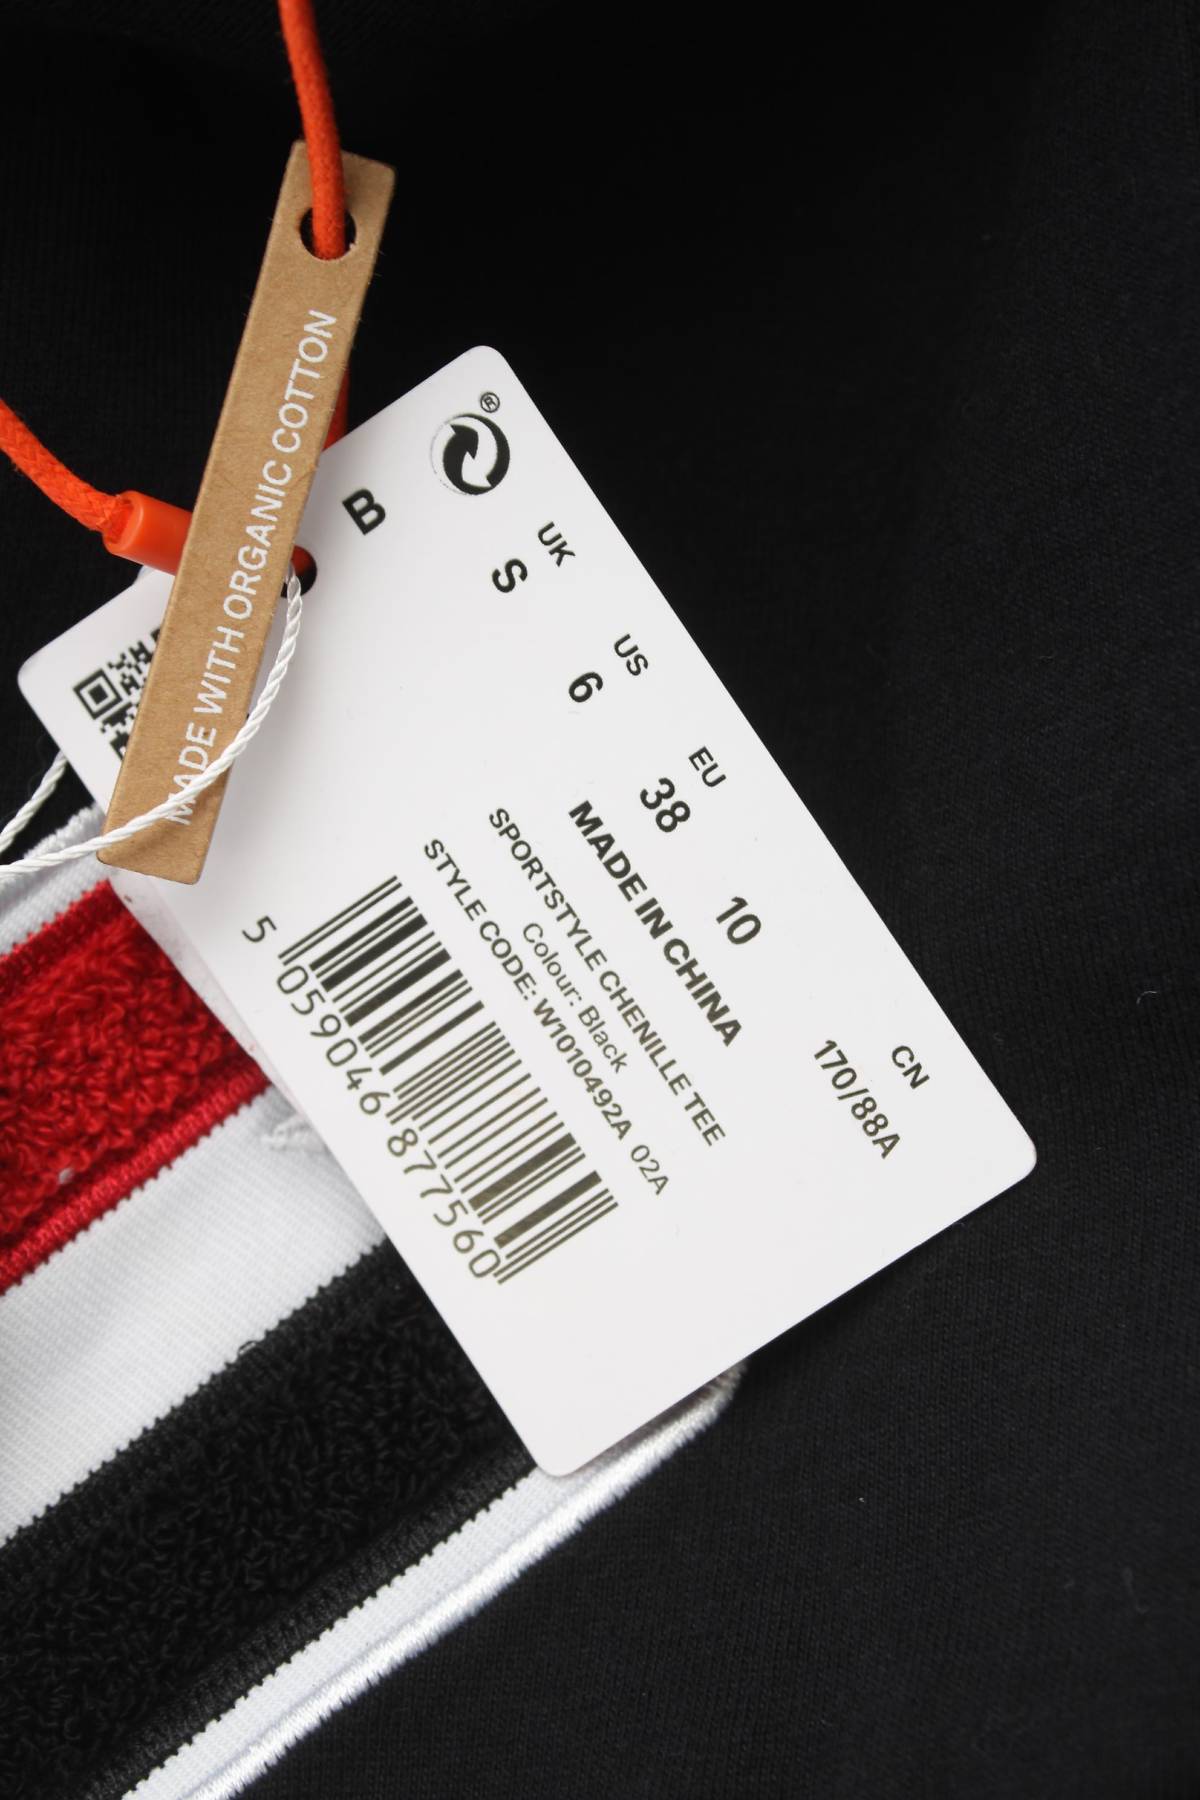 MADE WITH ORGANIC COTTON
®
B
UK
US
EU
CN
S
6
38
10
170/88A
MADE IN CHINA
SPORTSTYLE CHENILLE TEE
Colour: Black
STYLE CODE: W1010492A 02A
5 059046 877560